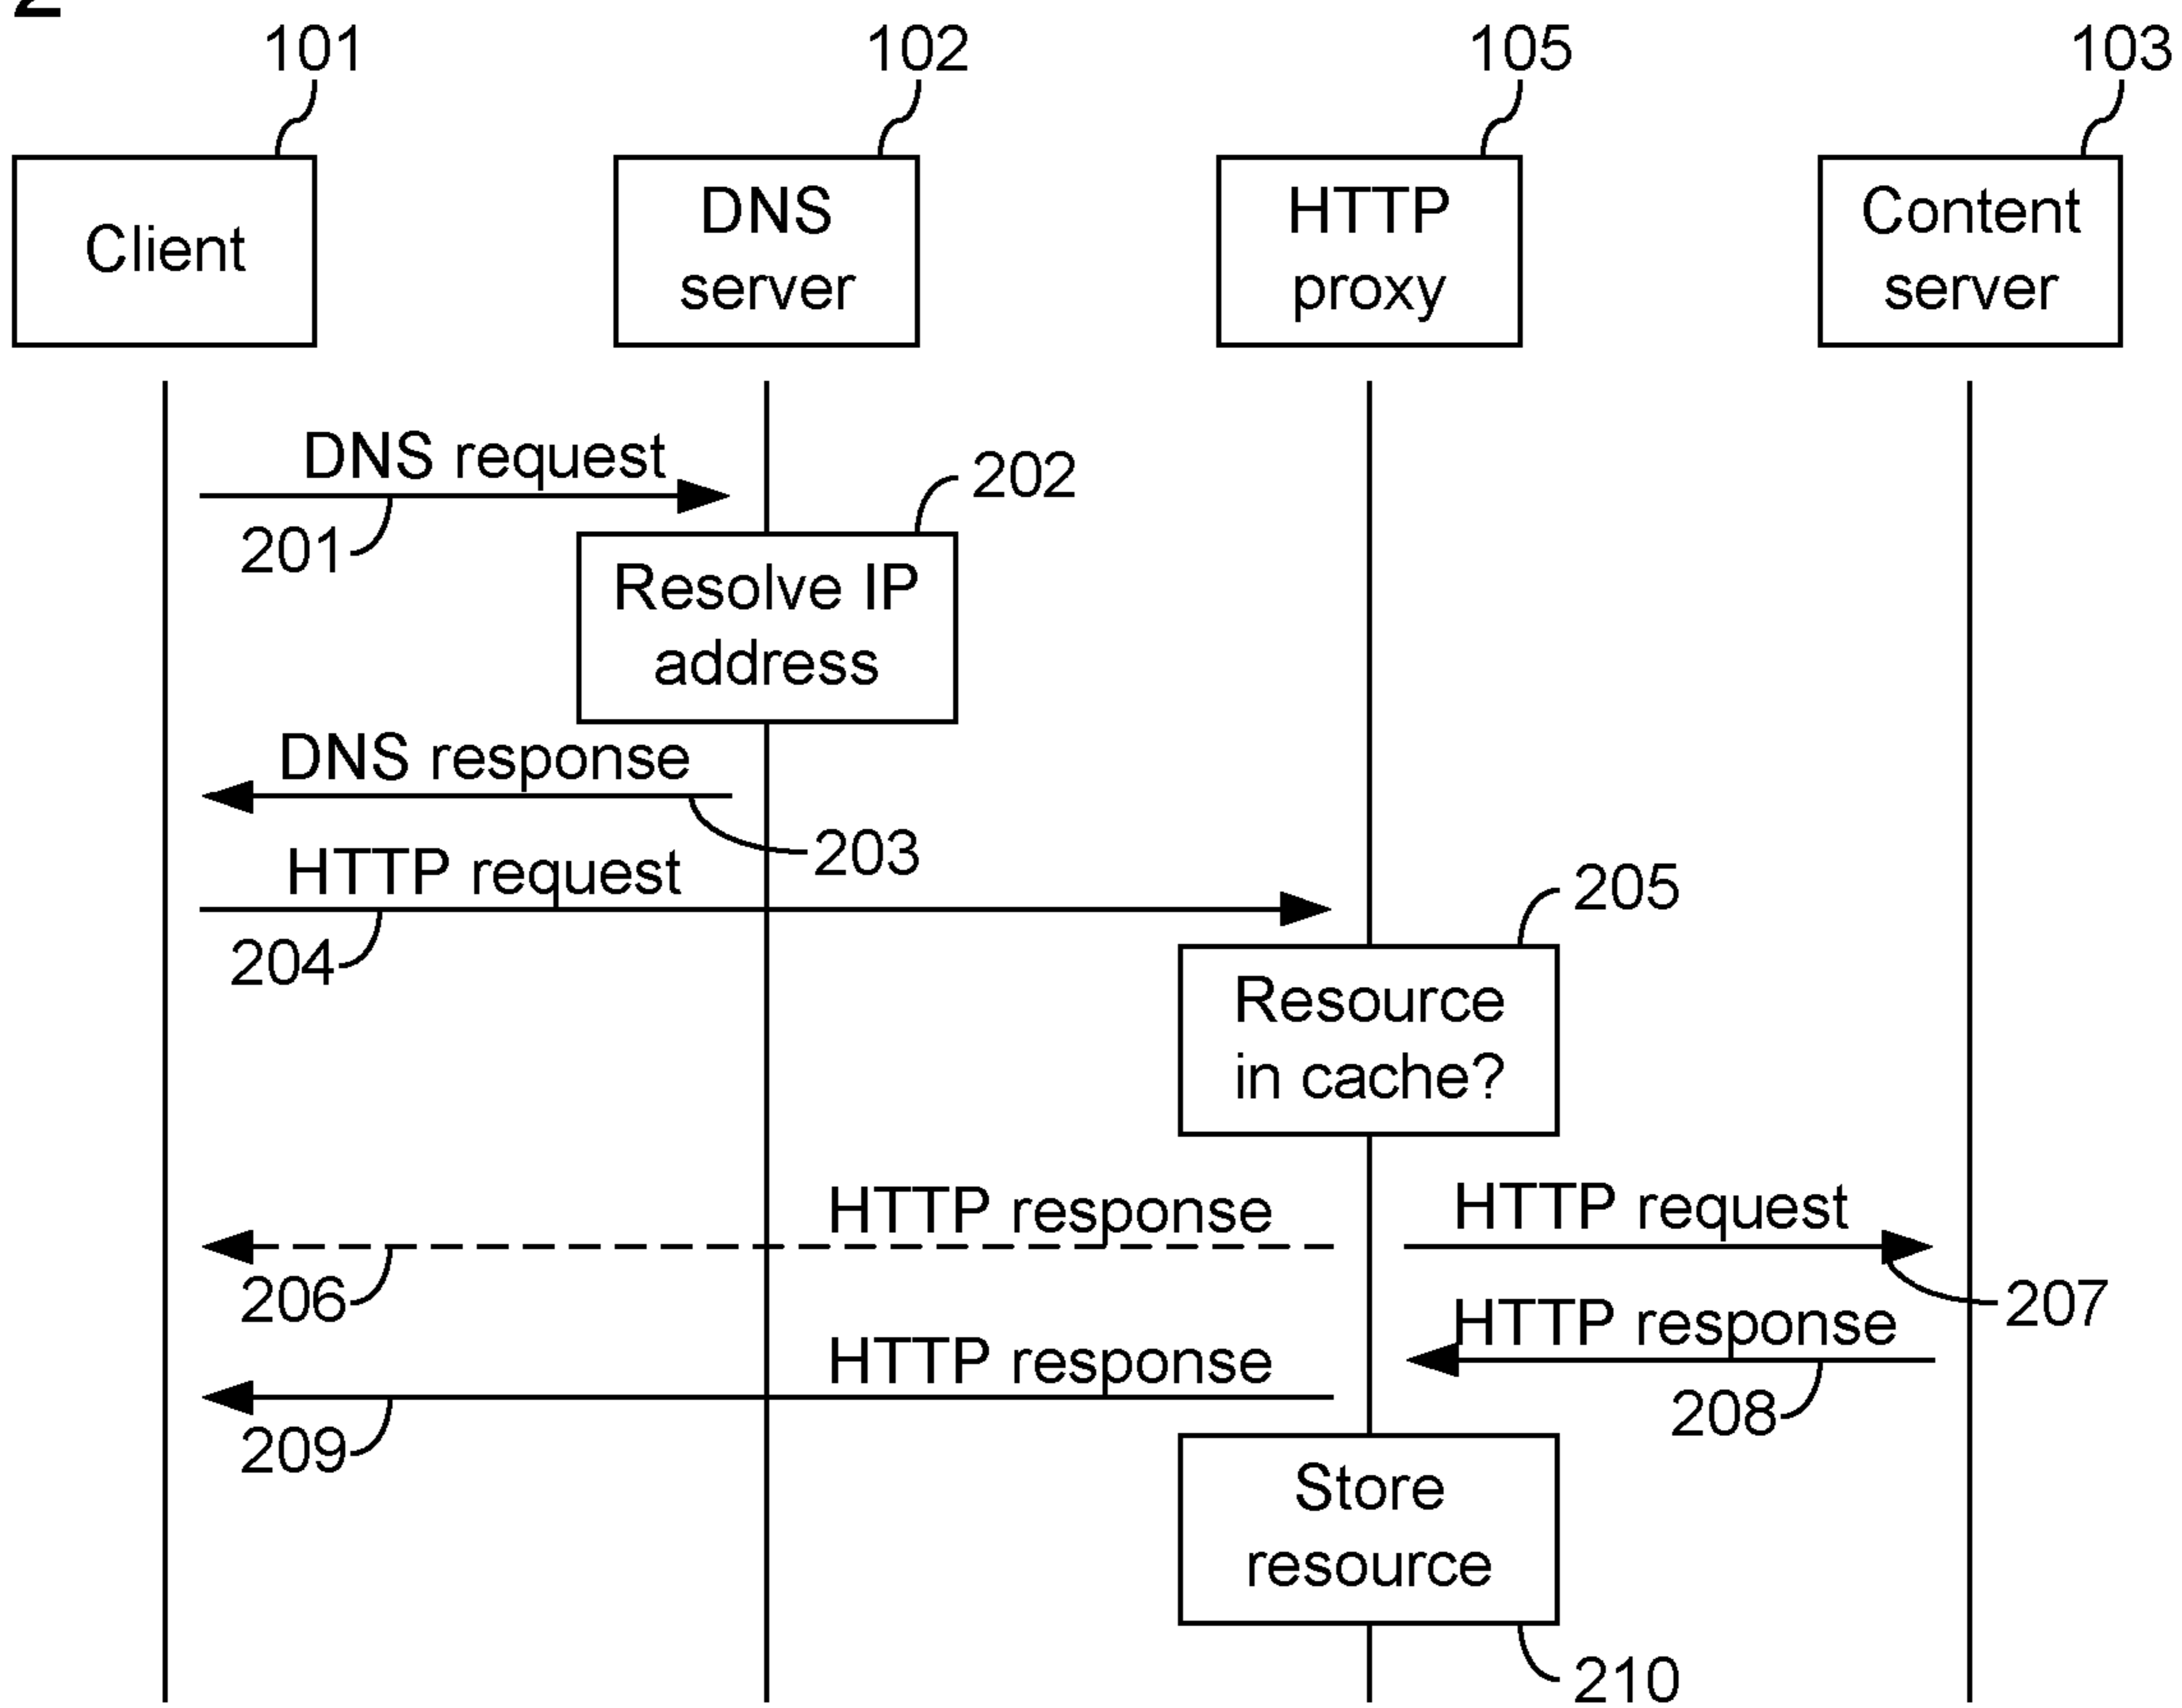 2
101
102
105
103
Client
DNS
server
HTTP
proxy
Content
server
DNS request
201
202
Resolve IP
address
DNS response
203
HTTP request
204
205
Resource
in cache?
HTTP response
206
HTTP request
207
HTTP response
208
HTTP response
209
Store
resource
210